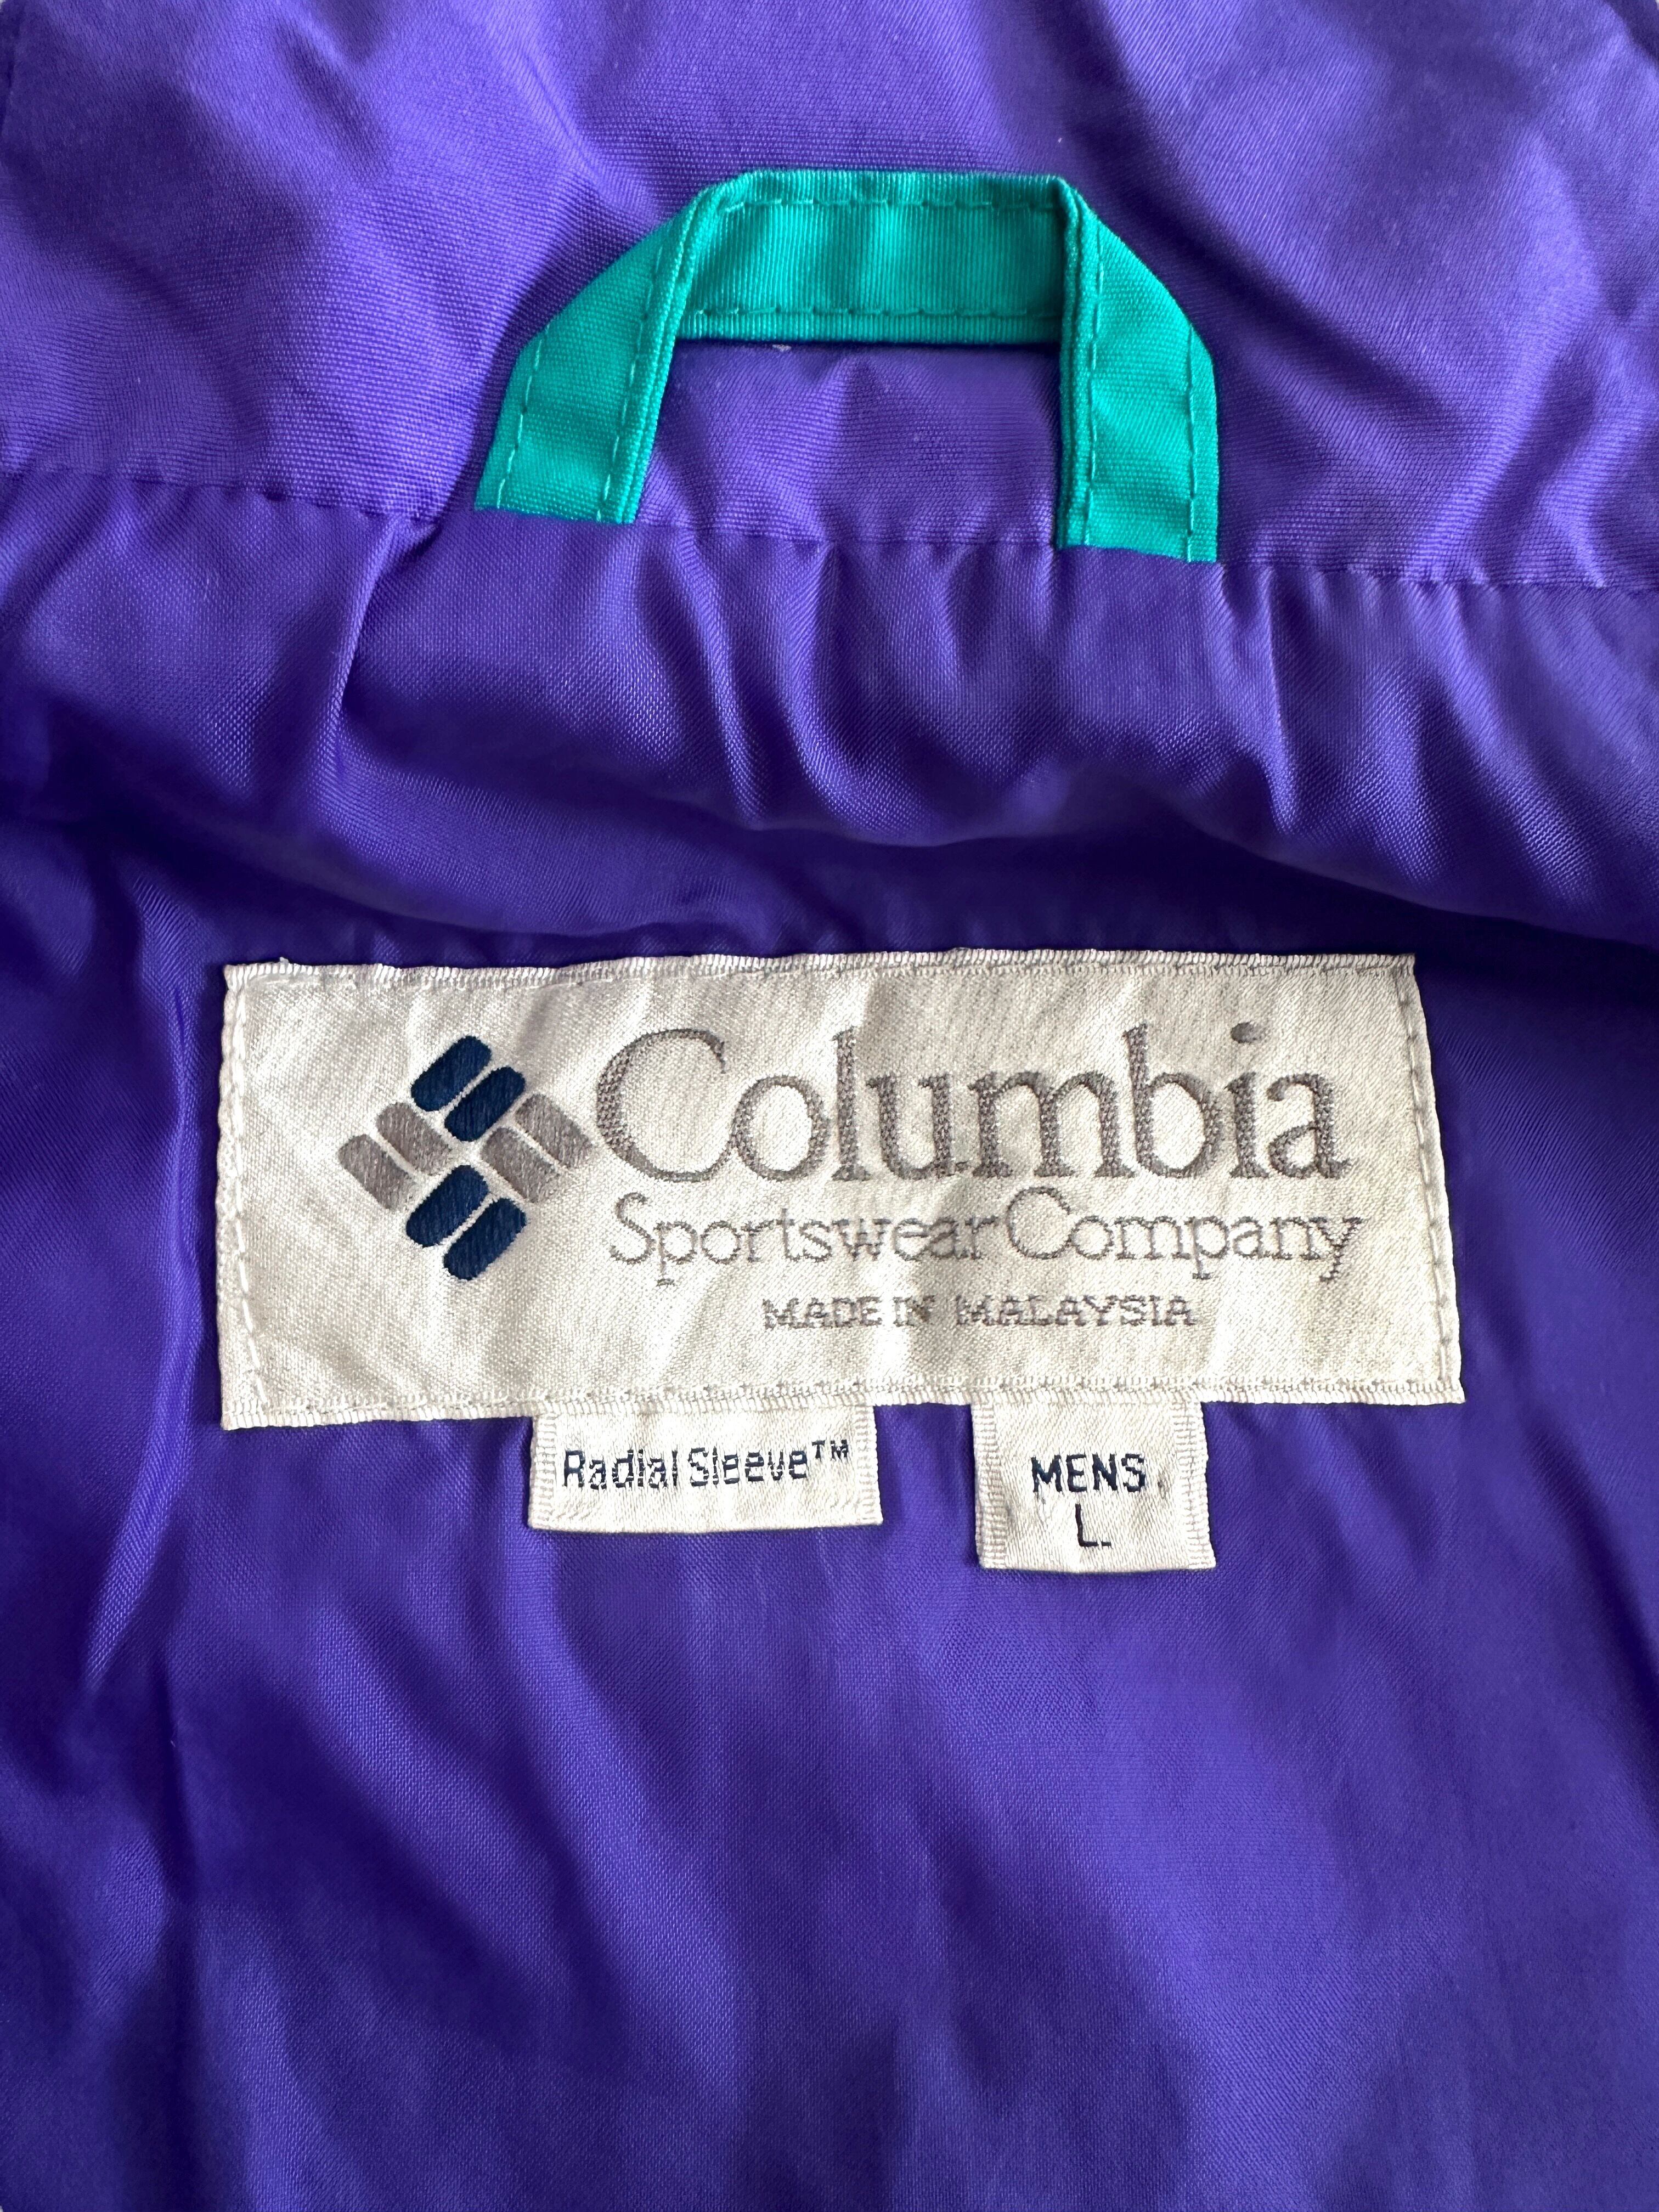 Columbia
Sportswear Company
MADE IN MALAYSIA
Radial Sleeve™
MENS
L.